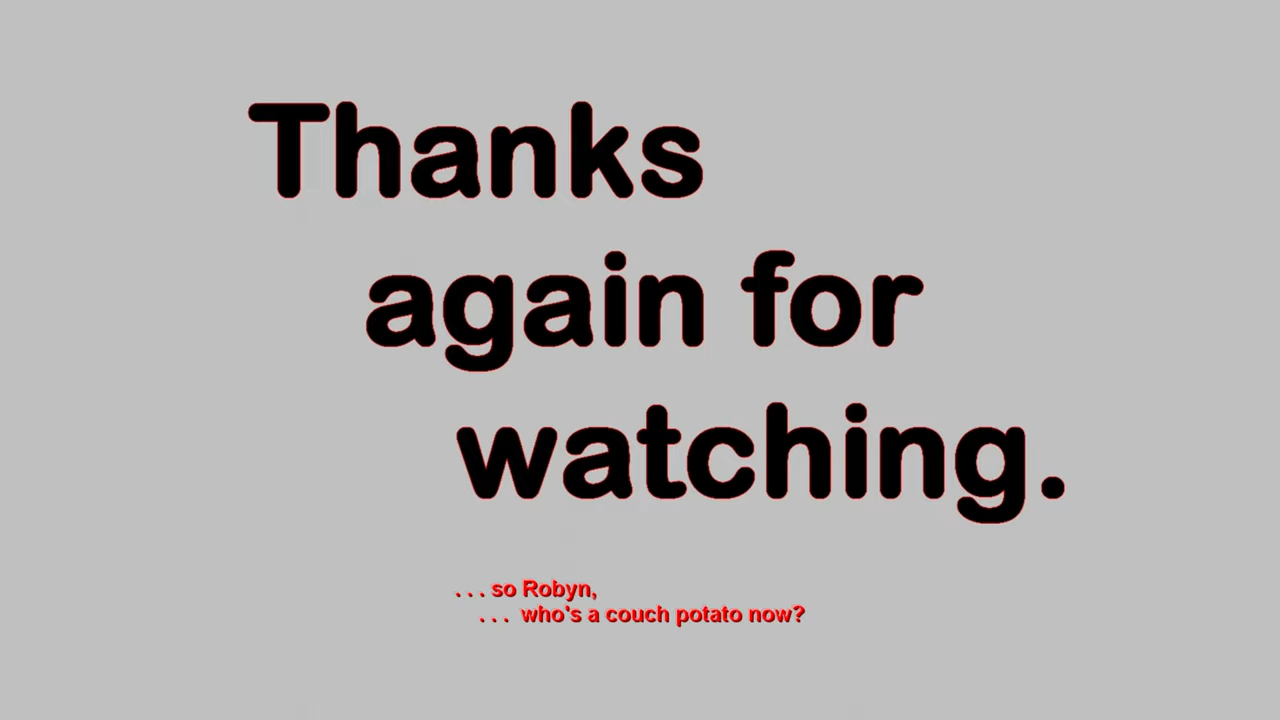 Thanks
again for
watching.
. . . so Robyn,
. . . who's a couch potato now?